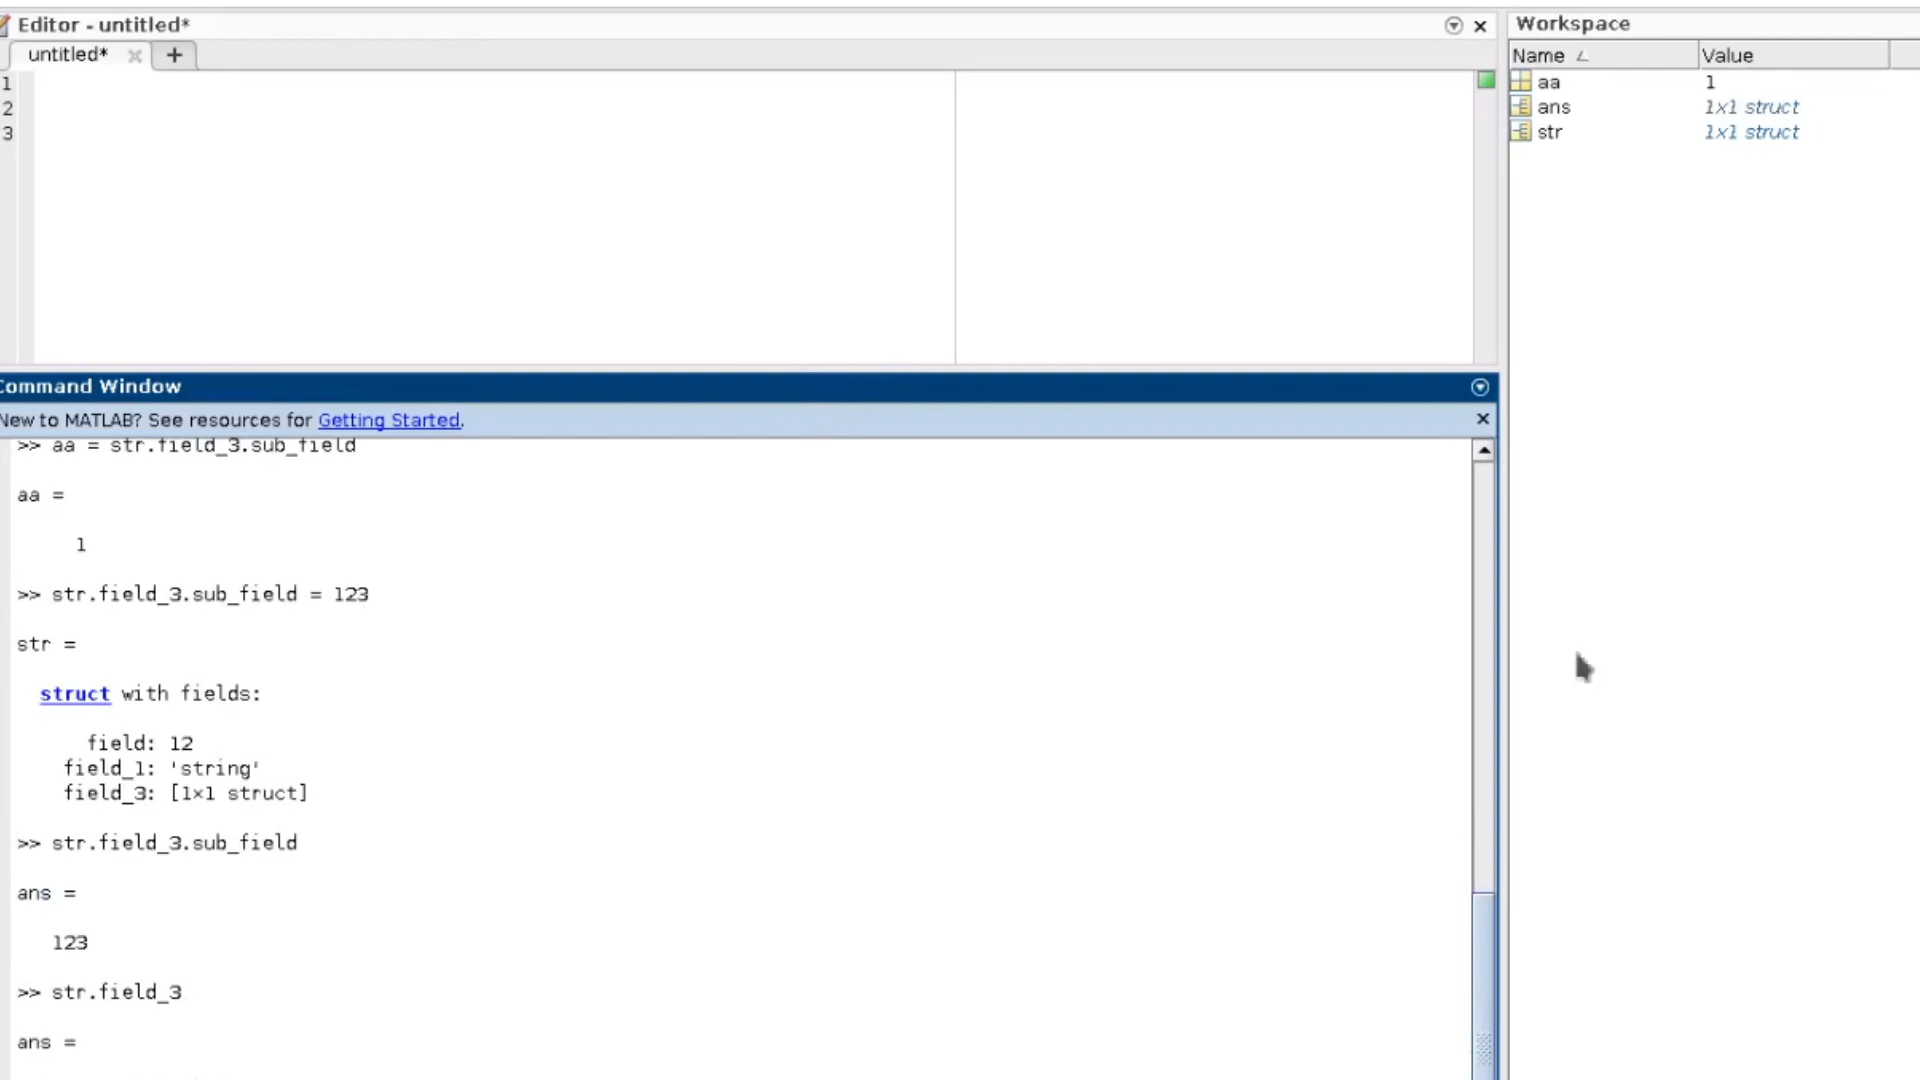 Editor - untitled*
untitled*
+
1
2
3
Command Window
New to MATLAB? See resources for Getting Started.
>> aa = str.field_3.sub_field
aa =
1
>> str.field_3.sub_field = 123
str =
struct with fields:
field: 12
field_1: 'string'
field_3: [1×1 struct]
>> str.field_3.sub_field
ans =
123
>> str.field_3
ans =
Workspace
Name Value
aa 1
ans 1x1 struct
str 1x1 struct